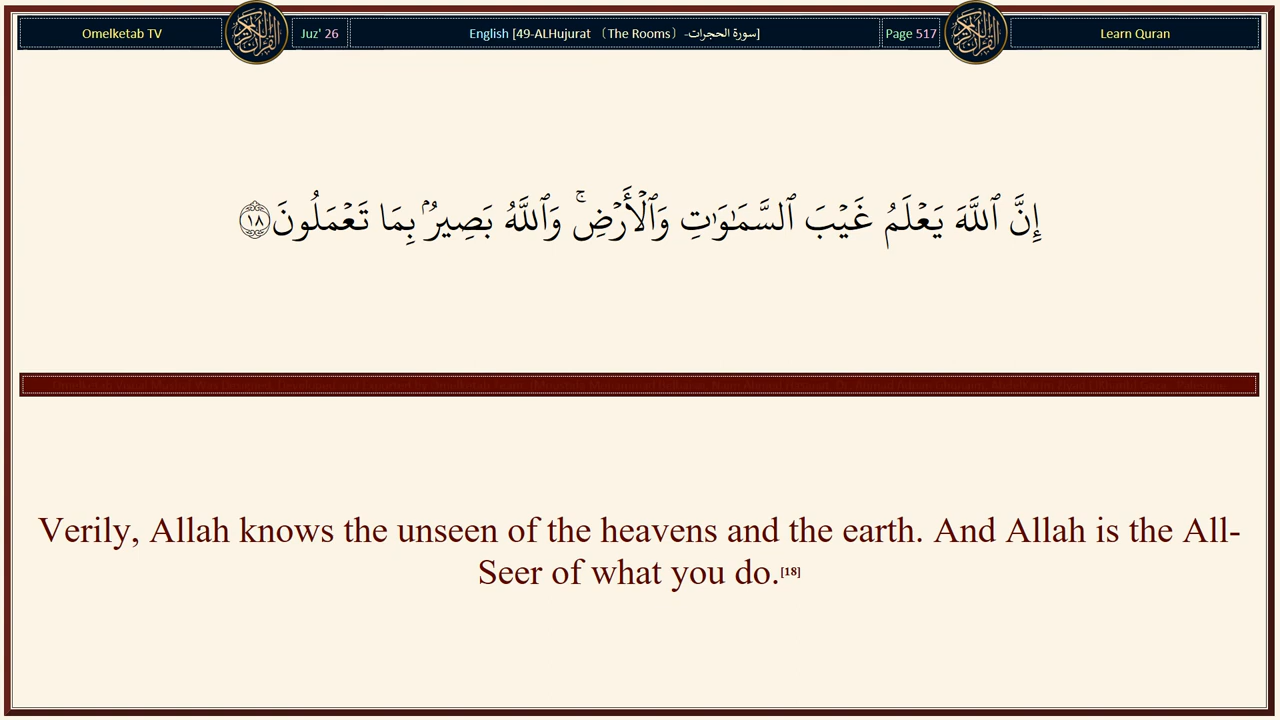 Omelketab TV
Juz' 26
English [49-ALHujurat （The Rooms） -سورة الحجرات]
Page 517
Learn Quran
إِنَّ ٱللَّهَ يَعۡلَمُ غَيۡبَ ٱلسَّمَٰوَٰتِ وَٱلۡأَرۡضِۚ وَٱللَّهُ بَصِيرُۢ بِمَا تَعۡمَلُونَ ١٨
Verily, Allah knows the unseen of the heavens and the earth. And Allah is the All-
Seer of what you do.[18]